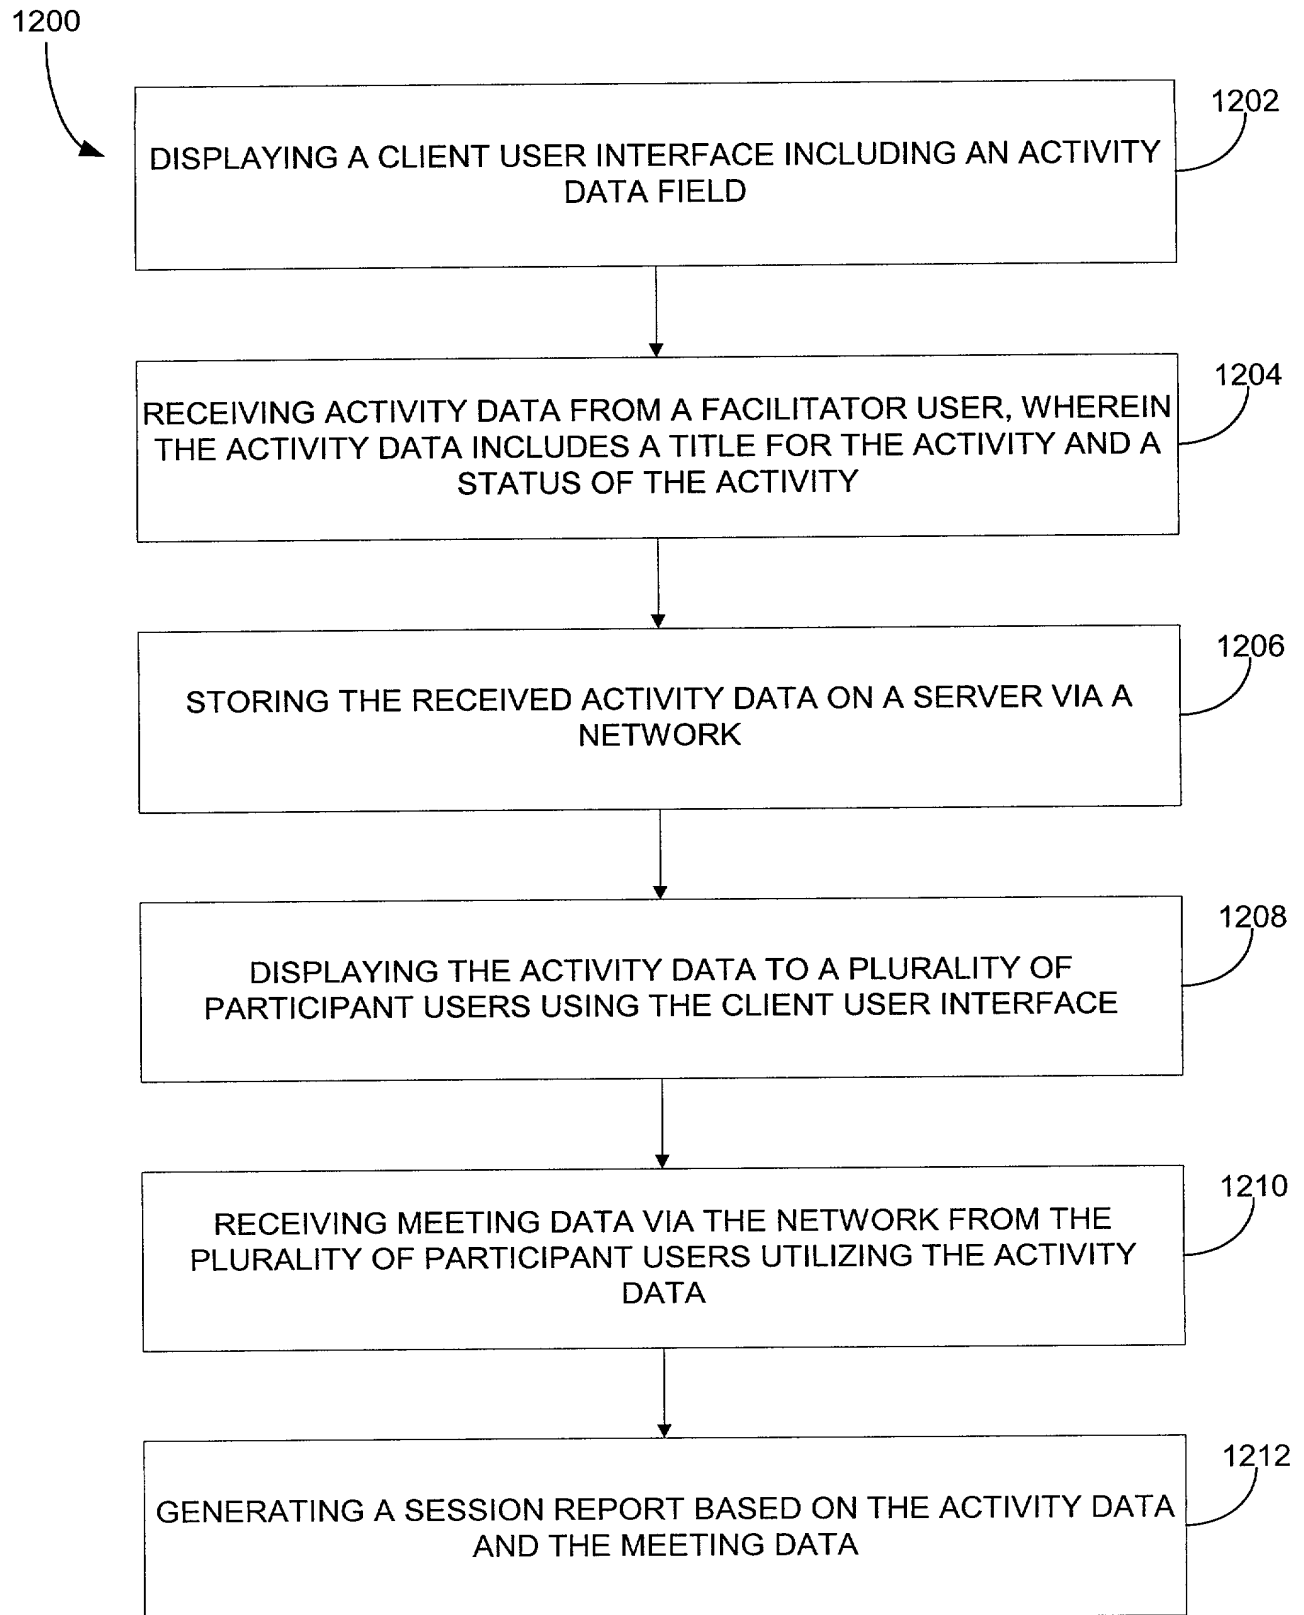 1200
1202
DISPLAYING A CLIENT USER INTERFACE INCLUDING AN ACTIVITY
DATA FIELD
1204
RECEIVING ACTIVITY DATA FROM A FACILITATOR USER, WHEREIN
THE ACTIVITY DATA INCLUDES A TITLE FOR THE ACTIVITY AND A
STATUS OF THE ACTIVITY
1206
STORING THE RECEIVED ACTIVITY DATA ON A SERVER VIA A
NETWORK
1208
DISPLAYING THE ACTIVITY DATA TO A PLURALITY OF
PARTICIPANT USERS USING THE CLIENT USER INTERFACE
1210
RECEIVING MEETING DATA VIA THE NETWORK FROM THE
PLURALITY OF PARTICIPANT USERS UTILIZING THE ACTIVITY
DATA
1212
GENERATING A SESSION REPORT BASED ON THE ACTIVITY DATA
AND THE MEETING DATA